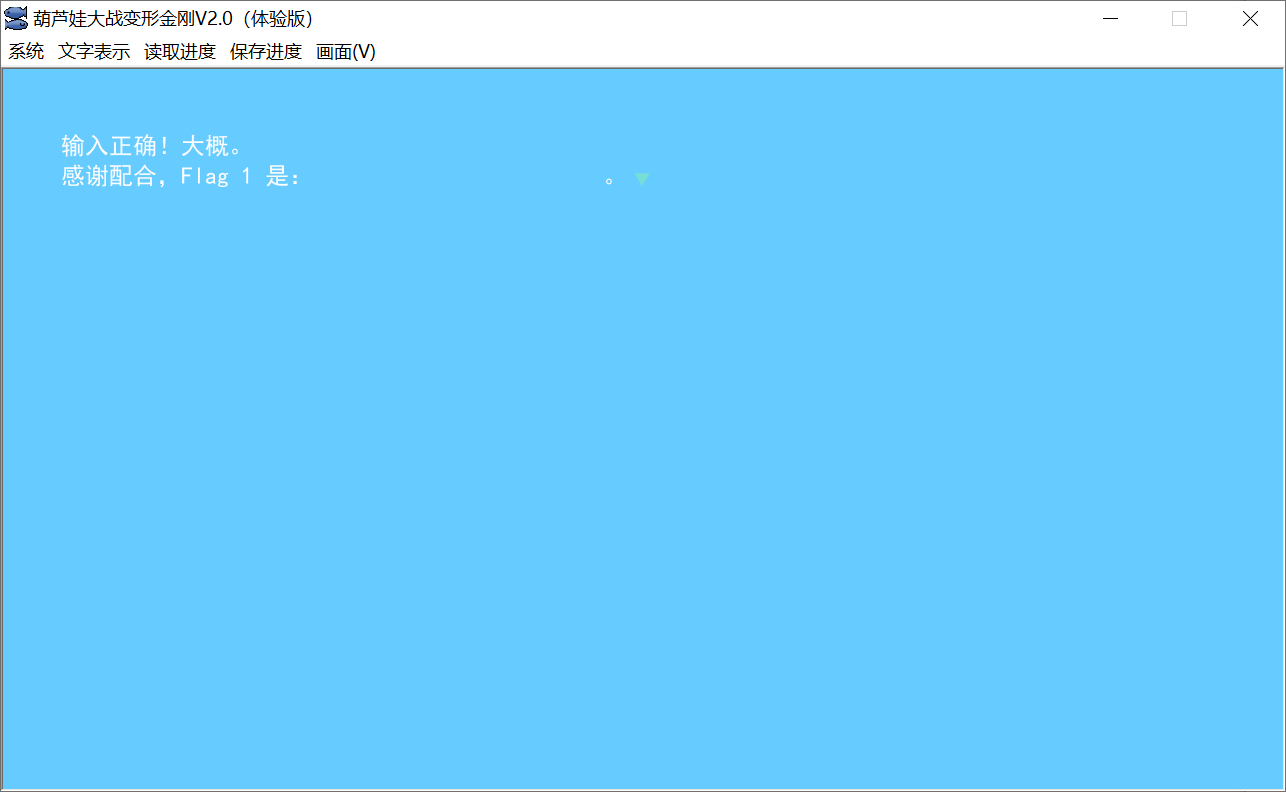 葫芦娃大战变形金刚V2.0（体验版）
系统 文字表示 读取进度 保存进度 画面(V)
输入正确！大概。
感谢配合，Flag 1 是： 。